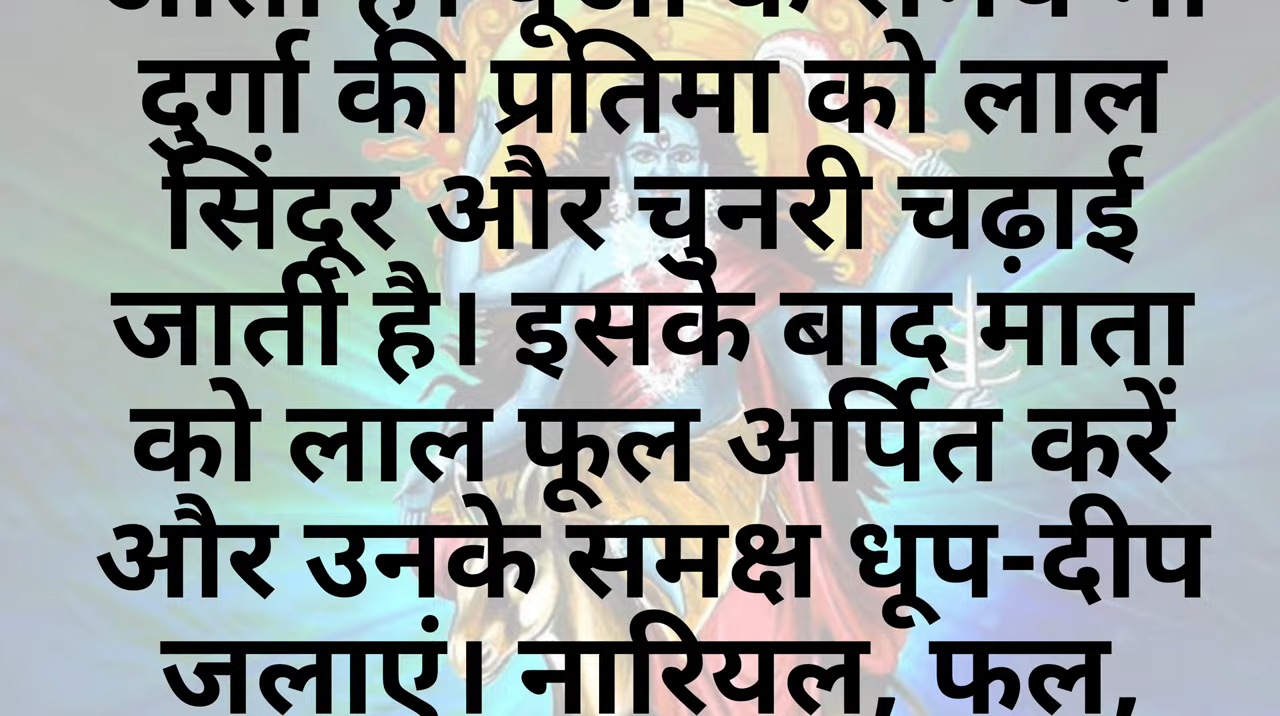 दुर्गा की प्रतिमा को लाल
सिंदूर और चुनरी चढ़ाई
जाती है। इसके बाद माता
को लाल फूल अर्पित करें
और उनके समक्ष धूप-दीप
जलाएं। नारियल, फल,